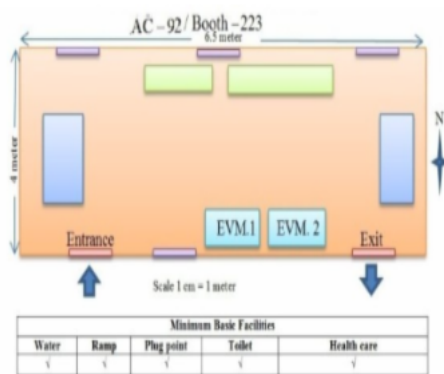 AC – 92/ Booth –223
6.5 meter
4 meter
N
EVM.1 EVM. 2
Entrance Exit
Scale 1 cm = 1 meter
Minimum Basic Facilities
Water Ramp Plug point Toilet Health care
√ √ √ √ √